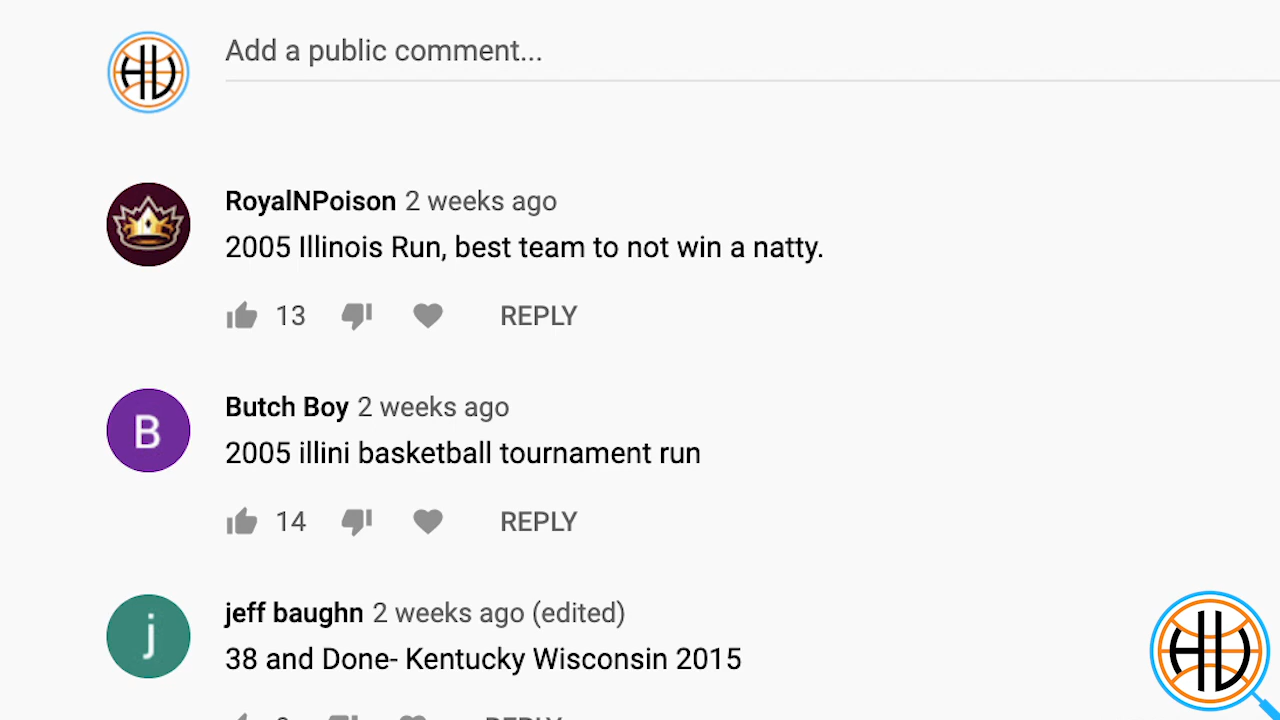 Add a public comment...
RoyalNPoison 2 weeks ago
2005 Illinois Run, best team to not win a natty.
13 REPLY
B
Butch Boy 2 weeks ago
2005 illini basketball tournament run
14 REPLY
j
jeff baughn 2 weeks ago (edited)
38 and Done- Kentucky Wisconsin 2015
REPLY